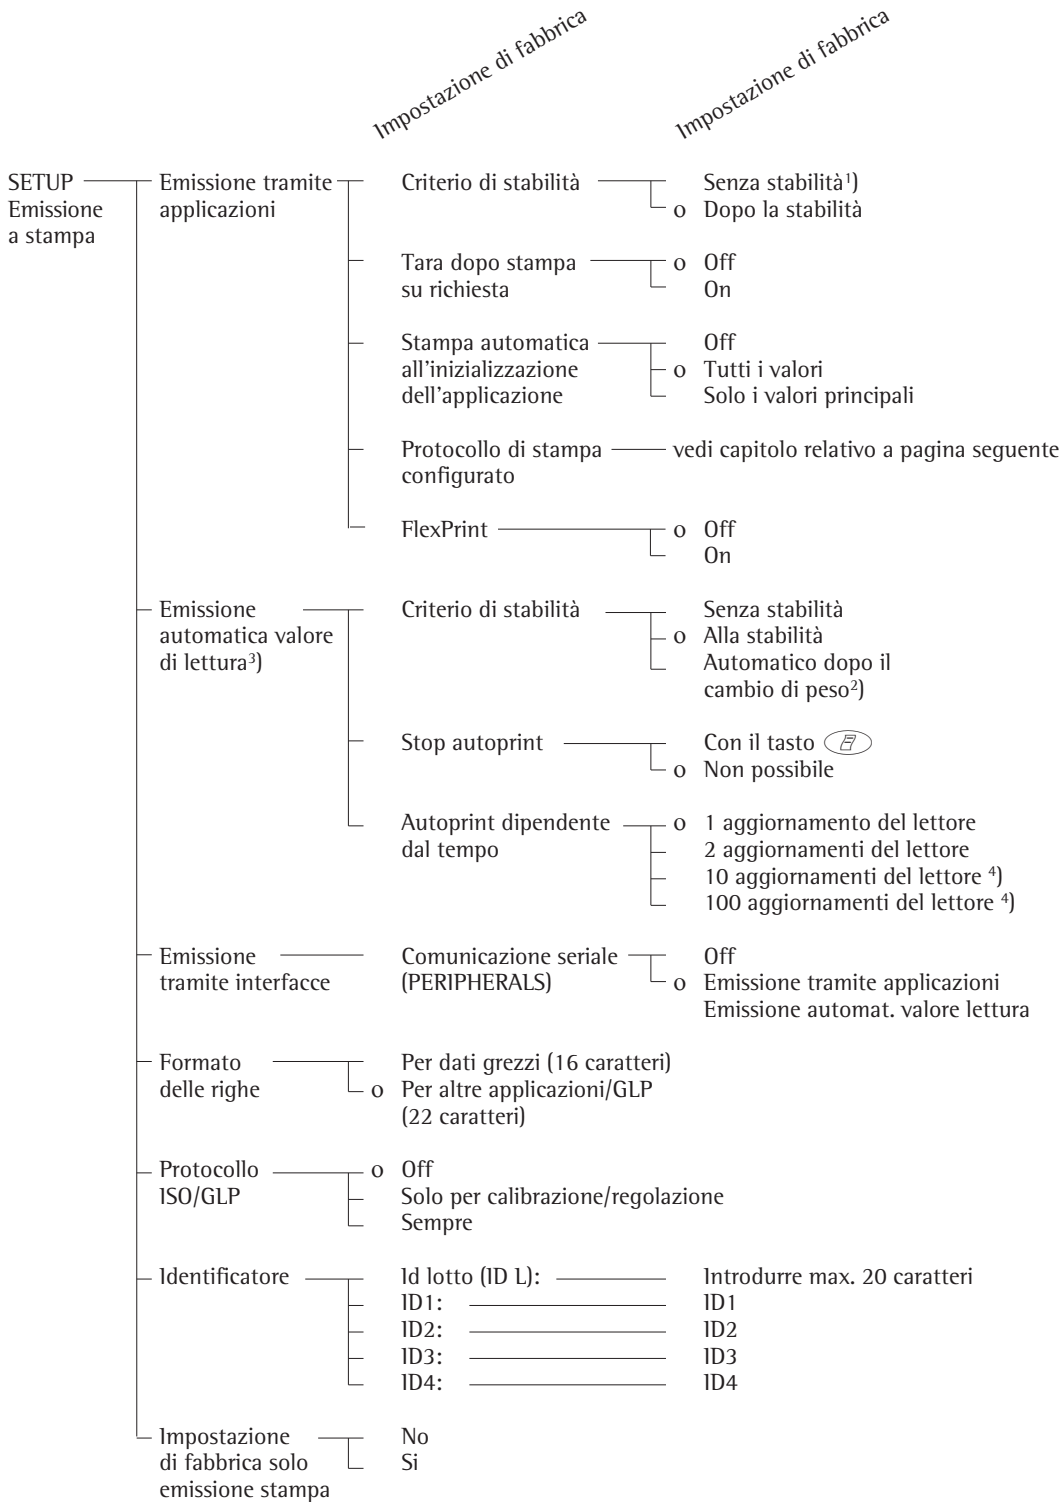 Impostazione di fabbrica
Impostazione di fabbrica
SETUP
Emissione
a stampa
Emissione tramite
applicazioni
Criterio di stabilità
Senza stabilità¹)
o Dopo la stabilità
Tara dopo stampa
su richiesta
o Off
On
Stampa automatica
all'inizializzazione
dell'applicazione
Off
o Tutti i valori
Solo i valori principali
Protocollo di stampa
configurato
vedi capitolo relativo a pagina seguente
FlexPrint
o Off
On
Emissione
automatica valore
di lettura³)
Criterio di stabilità
Senza stabilità
o Alla stabilità
Automatico dopo il
cambio di peso²)
Stop autoprint
Con il tasto
o Non possibile
Autoprint dipendente
dal tempo
o 1 aggiornamento del lettore
2 aggiornamenti del lettore
10 aggiornamenti del lettore ⁴)
100 aggiornamenti del lettore ⁴)
Emissione
tramite interfacce
Comunicazione seriale
(PERIPHERALS)
Off
o Emissione tramite applicazioni
Emissione automat. valore lettura
Formato
delle righe
Per dati grezzi (16 caratteri)
o Per altre applicazioni/GLP
(22 caratteri)
Protocollo
ISO/GLP
o Off
Solo per calibrazione/regolazione
Sempre
Identificatore
Id lotto (ID L): Introdurre max. 20 caratteri
ID1: ID1
ID2: ID2
ID3: ID3
ID4: ID4
Impostazione
di fabbrica solo
emissione stampa
No
Si